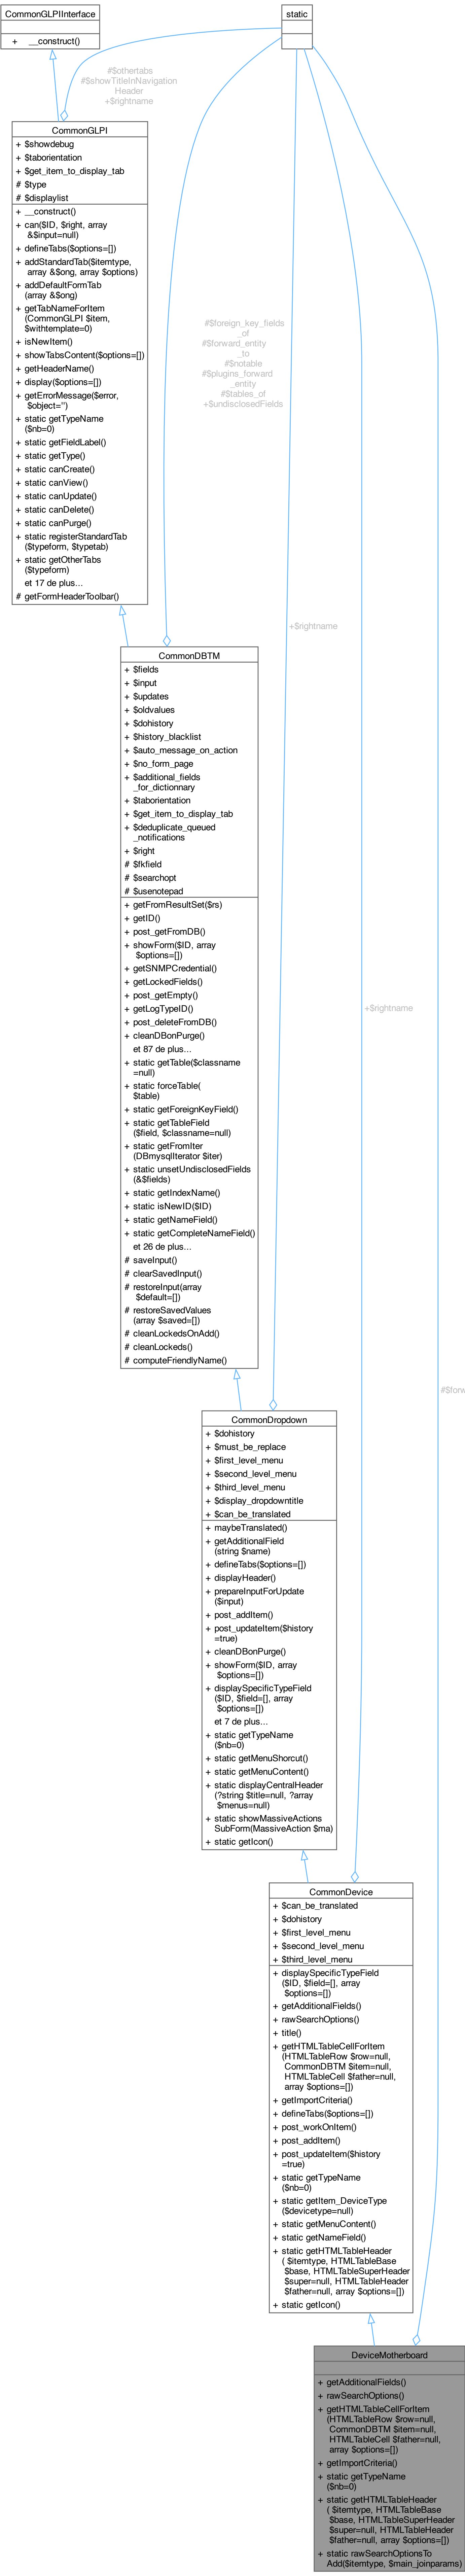 CommonGLPIInterface
+ __construct()
static
#$othertabs
#$showTitleInNavigation
Header
+$rightname
CommonGLPI
+ $showdebug
+ $taborientation
+ $get_item_to_display_tab
# $type
# $displaylist
+ __construct()
+ can($ID, $right, array
&$input=null)
+ defineTabs($options=[])
+ addStandardTab($itemtype,
array &$ong, array $options)
+ addDefaultFormTab
(array &$ong)
+ getTabNameForItem
(CommonGLPI $item,
$withtemplate=0)
+ isNewItem()
+ showTabsContent($options=[])
+ getHeaderName()
+ display($options=[])
+ getErrorMessage($error,
$object='')
+ static getTypeName
($nb=0)
+ static getFieldLabel()
+ static getType()
+ static canCreate()
+ static canView()
+ static canUpdate()
+ static canDelete()
+ static canPurge()
+ static registerStandardTab
($typeform, $typetab)
+ static getOtherTabs
($typeform)
et 17 de plus...
# getFormHeaderToolbar()
#$foreign_key_fields
_of
#$forward_entity
_to
#$notable
#$plugins_forward
_entity
#$tables_of
+$undisclosedFields
+$rightname
CommonDBTM
+ $fields
+ $input
+ $updates
+ $oldvalues
+ $dohistory
+ $history_blacklist
+ $auto_message_on_action
+ $no_form_page
+ $additional_fields
_for_dictionnary
+ $taborientation
+ $get_item_to_display_tab
+ $deduplicate_queued
_notifications
+ $right
# $fkfield
# $searchopt
# $usenotepad
+ getFromResultSet($rs)
+ getID()
+ post_getFromDB()
+ showForm($ID, array
$options=[])
+ getSNMPCredential()
+ getLockedFields()
+ post_getEmpty()
+ getLogTypeID()
+ post_deleteFromDB()
+ cleanDBonPurge()
et 87 de plus...
+ static getTable($classname
=null)
+ static forceTable(
$table)
+ static getForeignKeyField()
+ static getTableField
($field, $classname=null)
+ static getFromIter
(DBmysqlIterator $iter)
+ static unsetUndisclosedFields
(&$fields)
+ static getIndexName()
+ static isNewID($ID)
+ static getNameField()
+ static getCompleteNameField()
et 26 de plus...
# saveInput()
# clearSavedInput()
# restoreInput(array
$default=[])
# restoreSavedValues
(array $saved=[])
# cleanLockedsOnAdd()
# cleanLockeds()
# computeFriendlyName()
+$rightname
#$forw
CommonDropdown
+ $dohistory
+ $must_be_replace
+ $first_level_menu
+ $second_level_menu
+ $third_level_menu
+ $display_dropdowntitle
+ $can_be_translated
+ maybeTranslated()
+ getAdditionalField
(string $name)
+ defineTabs($options=[])
+ displayHeader()
+ prepareInputForUpdate
($input)
+ post_addItem()
+ post_updateItem($history
=true)
+ cleanDBonPurge()
+ showForm($ID, array
$options=[])
+ displaySpecificTypeField
($ID, $field=[], array
$options=[])
et 7 de plus...
+ static getTypeName
($nb=0)
+ static getMenuShorcut()
+ static getMenuContent()
+ static displayCentralHeader
(?string $title=null, ?array
$menus=null)
+ static showMassiveActions
SubForm(MassiveAction $ma)
+ static getIcon()
CommonDevice
+ $can_be_translated
+ $dohistory
+ $first_level_menu
+ $second_level_menu
+ $third_level_menu
+ displaySpecificTypeField
($ID, $field=[], array
$options=[])
+ getAdditionalFields()
+ rawSearchOptions()
+ title()
+ getHTMLTableCellForItem
(HTMLTableRow $row=null,
CommonDBTM $item=null,
HTMLTableCell $father=null,
array $options=[])
+ getImportCriteria()
+ defineTabs($options=[])
+ post_workOnItem()
+ post_addItem()
+ post_updateItem($history
=true)
+ static getTypeName
($nb=0)
+ static getItem_DeviceType
($devicetype=null)
+ static getMenuContent()
+ static getNameField()
+ static getHTMLTableHeader
( $itemtype, HTMLTableBase
$base, HTMLTableSuperHeader
$super=null, HTMLTableHeader
$father=null, array $options=[])
+ static getIcon()
DeviceMotherboard
+ getAdditionalFields()
+ rawSearchOptions()
+ getHTMLTableCellForItem
(HTMLTableRow $row=null,
CommonDBTM $item=null,
HTMLTableCell $father=null,
array $options=[])
+ getImportCriteria()
+ static getTypeName
($nb=0)
+ static getHTMLTableHeader
( $itemtype, HTMLTableBase
$base, HTMLTableSuperHeader
$super=null, HTMLTableHeader
$father=null, array $options=[])
+ static rawSearchOptionsTo
Add($itemtype, $main_joinparams)